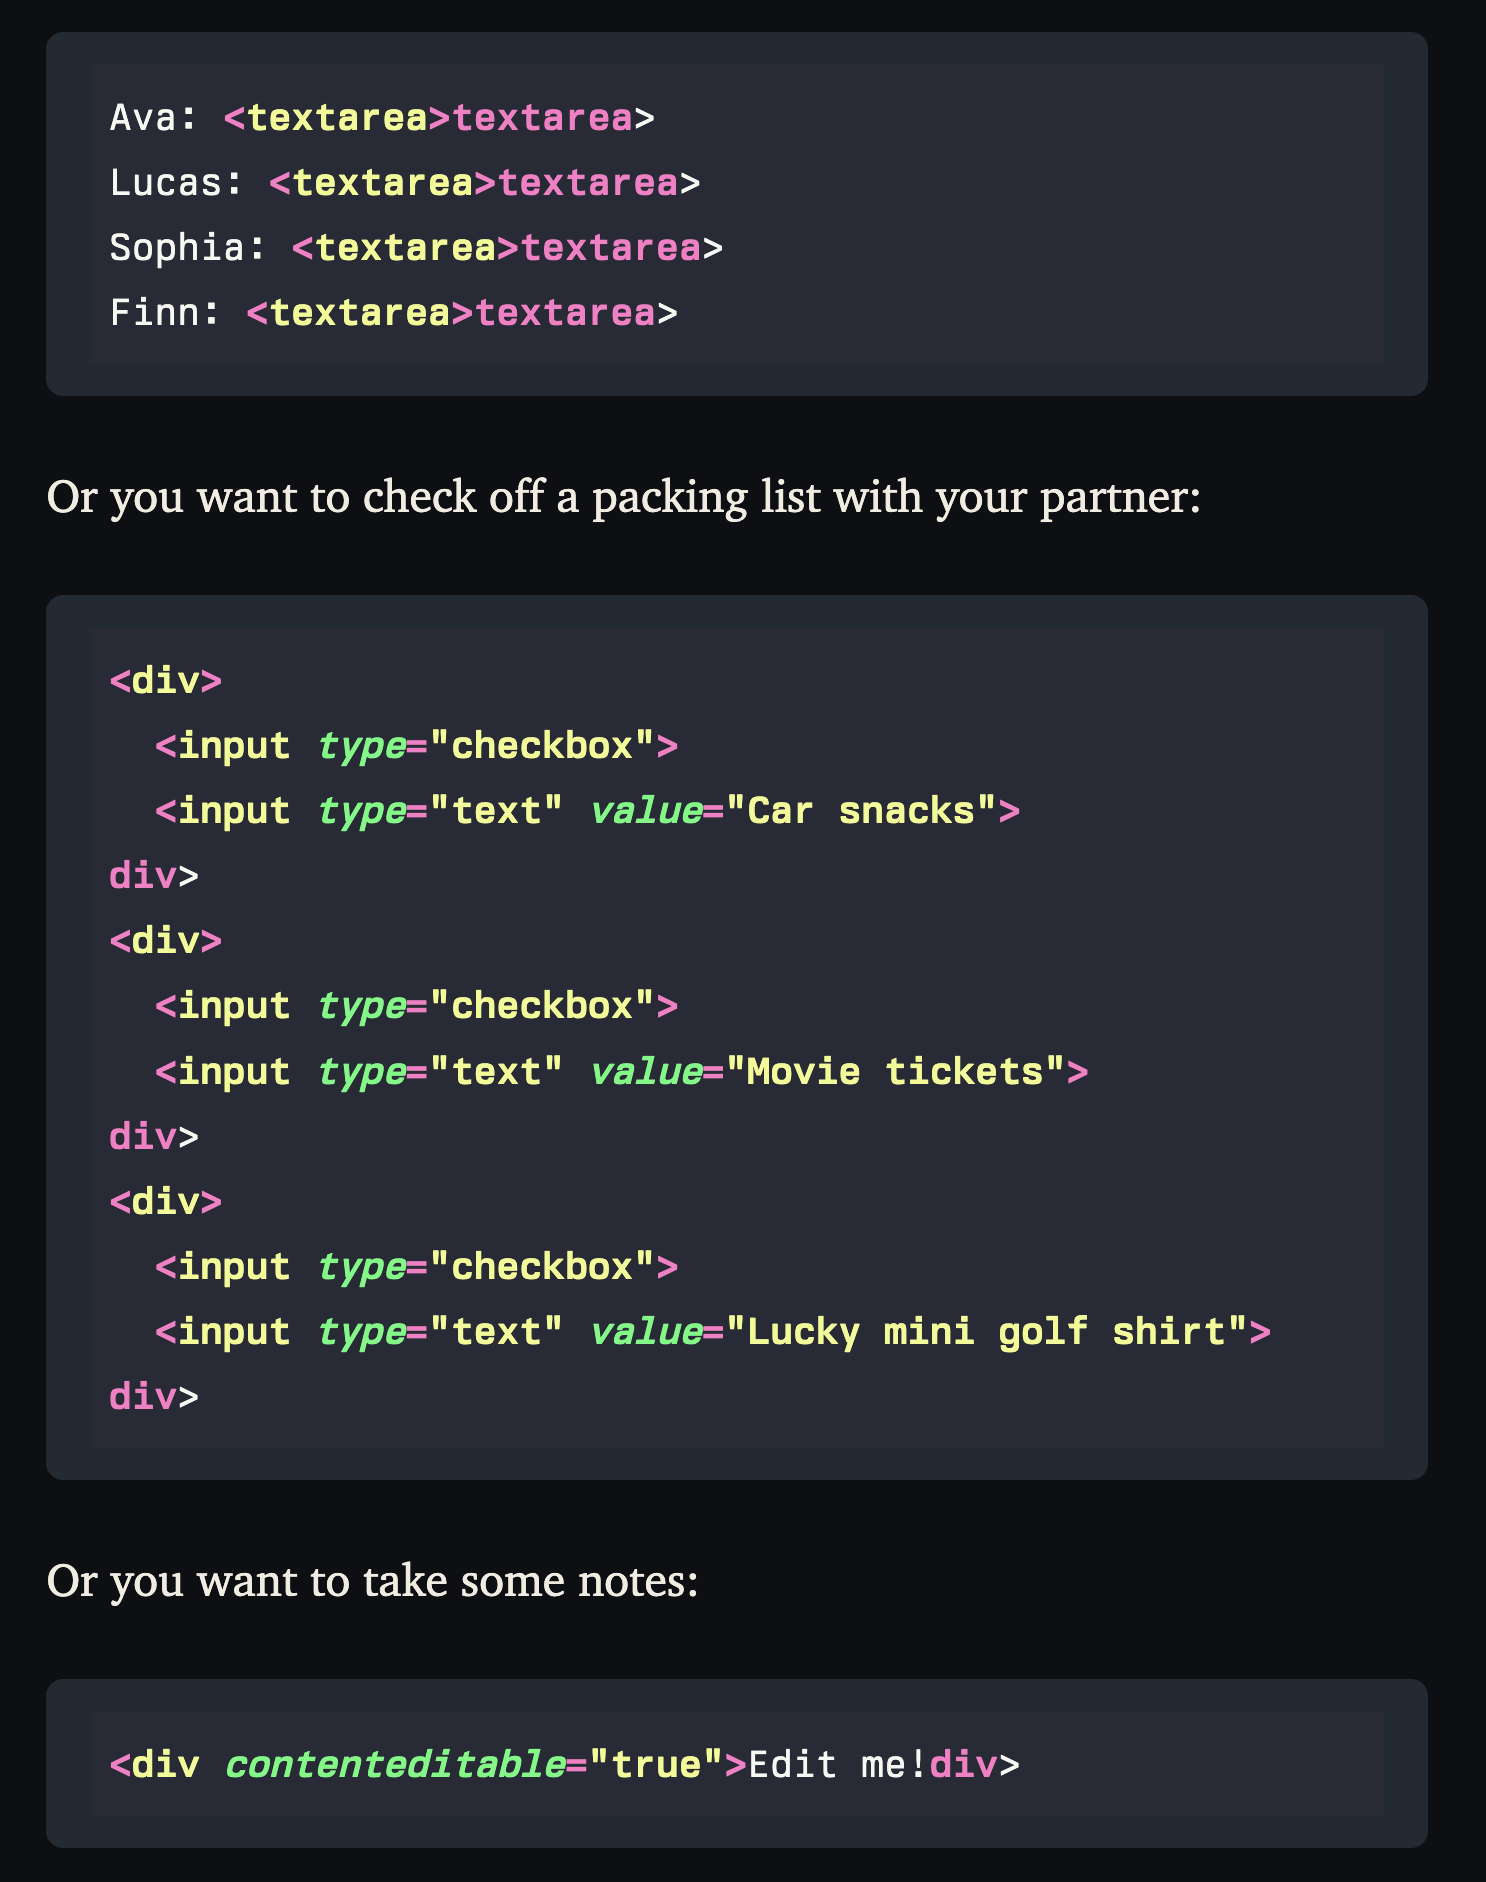 Ava: <textarea>textarea>
Lucas: <textarea>textarea>
Sophia: <textarea>textarea>
Finn: <textarea>textarea>
Or you want to check off a packing list with your partner:
<div>
  <input type="checkbox">
  <input type="text" value="Car snacks">
div>
<div>
  <input type="checkbox">
  <input type="text" value="Movie tickets">
div>
<div>
  <input type="checkbox">
  <input type="text" value="Lucky mini golf shirt">
div>
Or you want to take some notes:
<div contenteditable="true">Edit me!div>